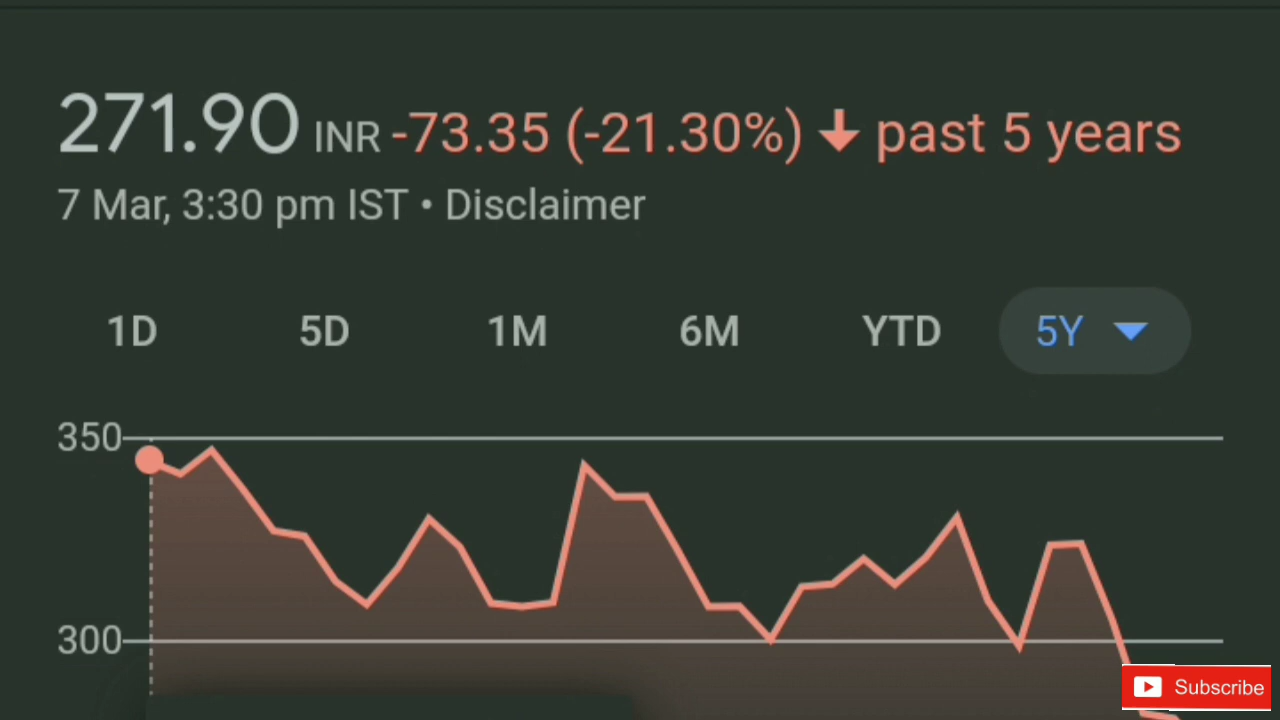 271.90 INR -73.35 (-21.30%) ↓ past 5 years
7 Mar, 3:30 pm IST • Disclaimer
1D 5D 1M 6M YTD 5Y
350
300
Subscribe